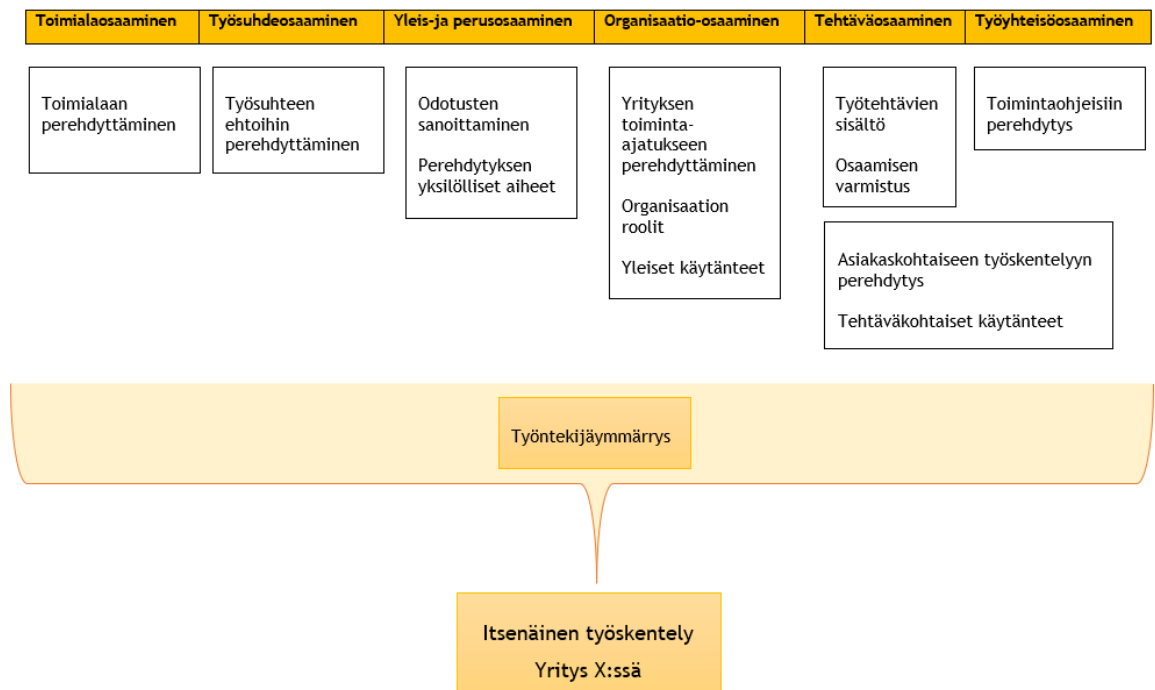 Toimialaosaaminen
Työsuhdeosaaminen
Yleis-ja perusosaaminen
Organisaatio-osaaminen
Tehtäväosaaminen
Työyhteisöosaaminen
Toimialaan
perehdyttäminen
Työsuhteen
ehtoihin
perehdyttäminen
Odotusten
sanoittaminen
Perehdytyksen
yksilölliset aiheet
Yrityksen
toiminta-
ajatukseen
perehdyttäminen
Organisaation
roolit
Yleiset käytänteet
Työtehtävien
sisältö
Osaamisen
varmistus
Toimintaohjeisiin
perehdytys
Asiakaskohtaiseen työskentelyyn
perehdytys
Tehtäväkohtaiset käytänteet
Työntekijäymmärrys
Itsenäinen työskentely
Yritys X:ssä